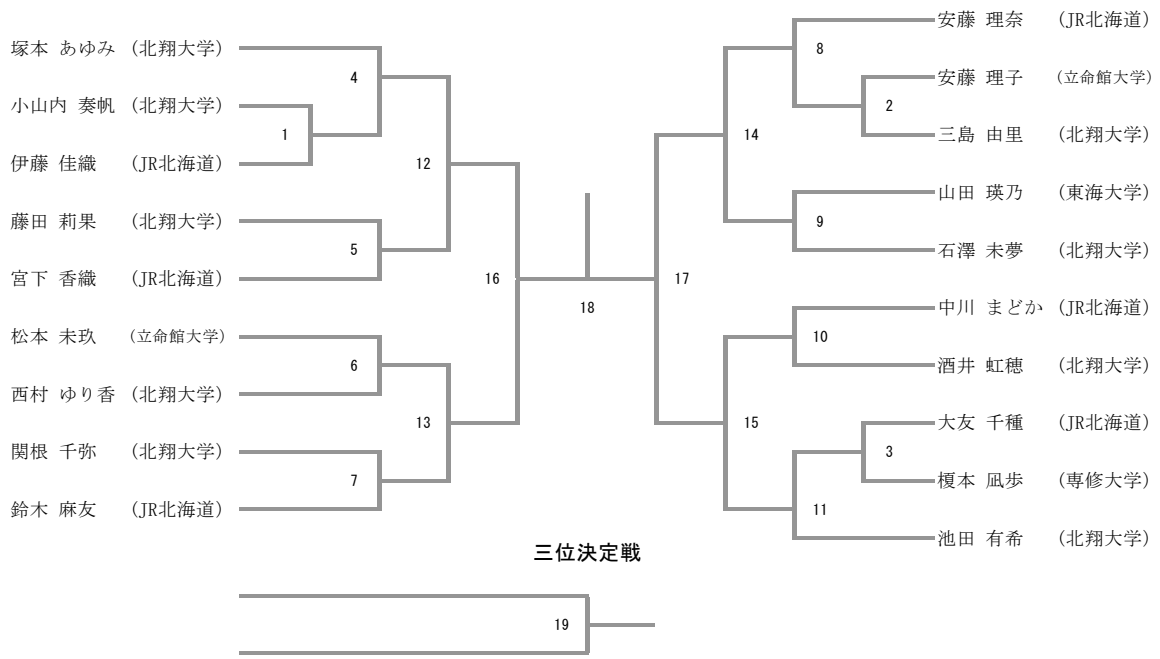 塚本 あゆみ (北翔大学)
小山内 奏帆 (北翔大学)
伊藤 佳織 (JR北海道)
藤田 莉果 (北翔大学)
宮下 香織 (JR北海道)
松本 未玖 (立命館大学)
西村 ゆり香 (北翔大学)
関根 千弥 (北翔大学)
鈴木 麻友 (JR北海道)
4
1
12
5
16
6
13
7
18
安藤 理奈 (JR北海道)
安藤 理子 (立命館大学)
三島 由里 (北翔大学)
山田 瑛乃 (東海大学)
石澤 未夢 (北翔大学)
中川 まどか (JR北海道)
酒井 虹穂 (北翔大学)
大友 千種 (JR北海道)
榎本 凪歩 (専修大学)
池田 有希 (北翔大学)
8
2
14
9
17
10
15
3
11
三位決定戦
19